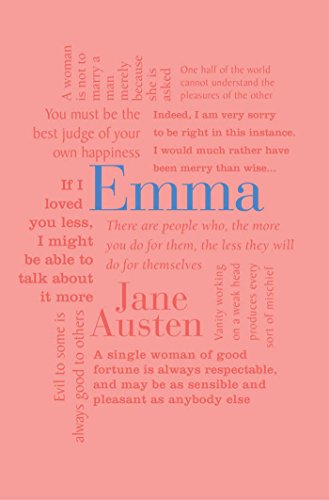 A woman
is not to
marry a
man
merely
because
she is
asked
One half of the world
cannot understand the
pleasures of the other
You must be the
best judge of your
own happiness
Indeed, I am very sorry
to be right in this instance.
I would much rather have
been merry than wise...
If I
loved
you less,
I might
be able to
talk about
it more
Emma
There are people who, the more
you do for them, the less they will
do for themselves
Jane
Austen
Vanity working
on a weak head
produces every
sort of mischief
Evil to some is
always good to others
A single woman of good
fortune is always respectable,
and may be as sensible and
pleasant as anybody else